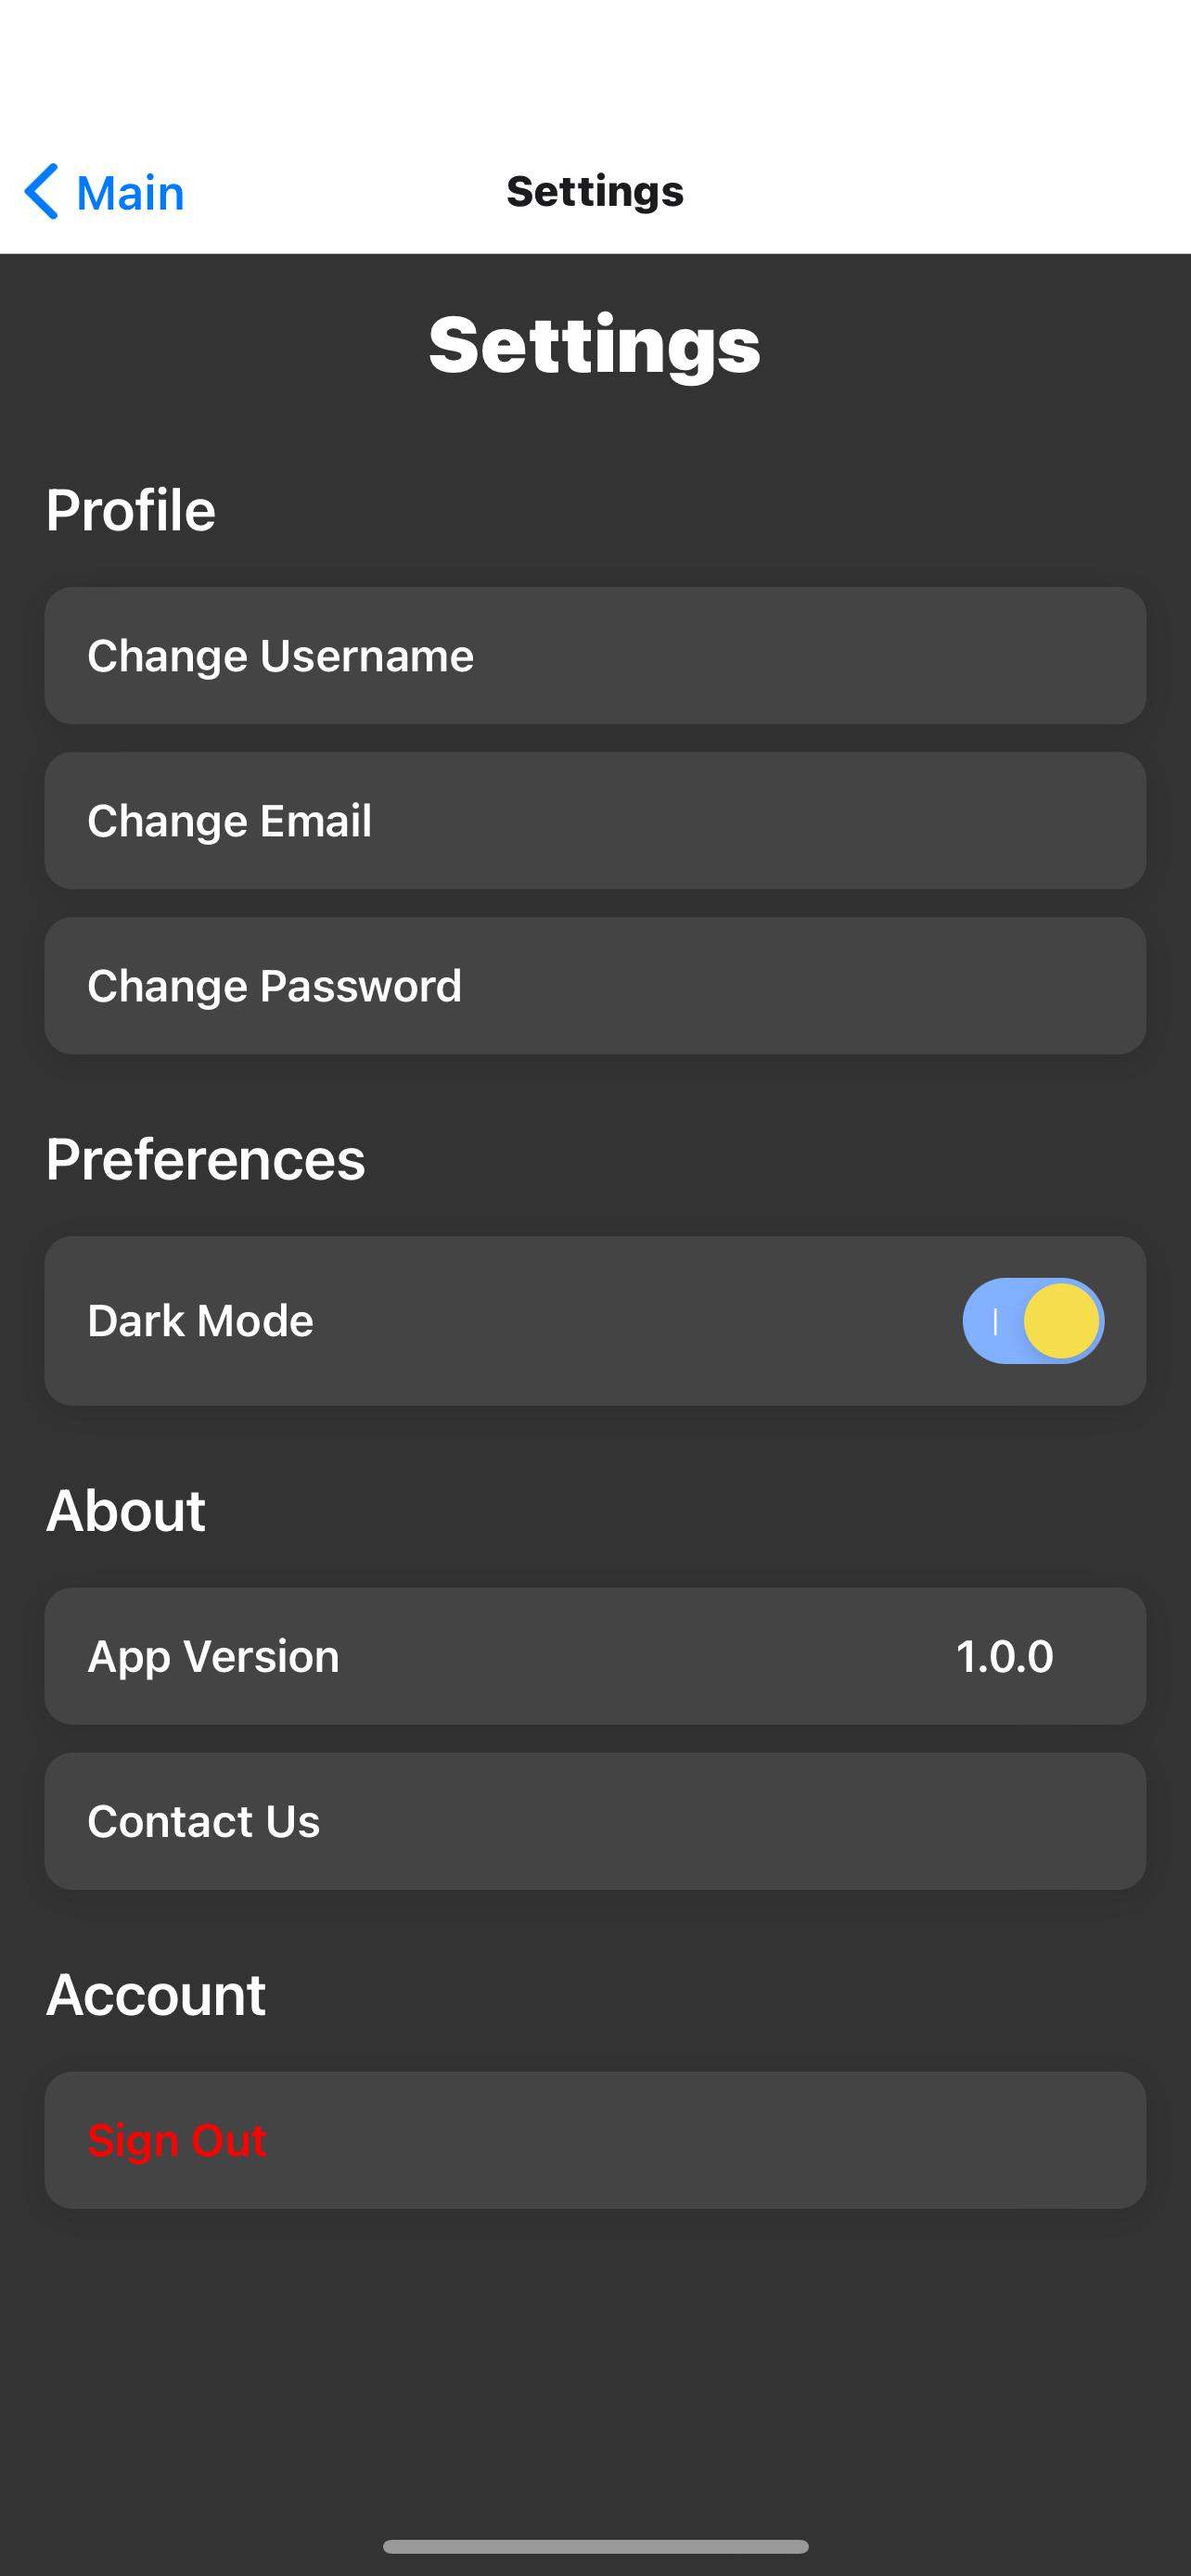 Main
Settings
Settings
Profile
Change Username
Change Email
Change Password
Preferences
Dark Mode
About
App Version 1.0.0
Contact Us
Account
Sign Out